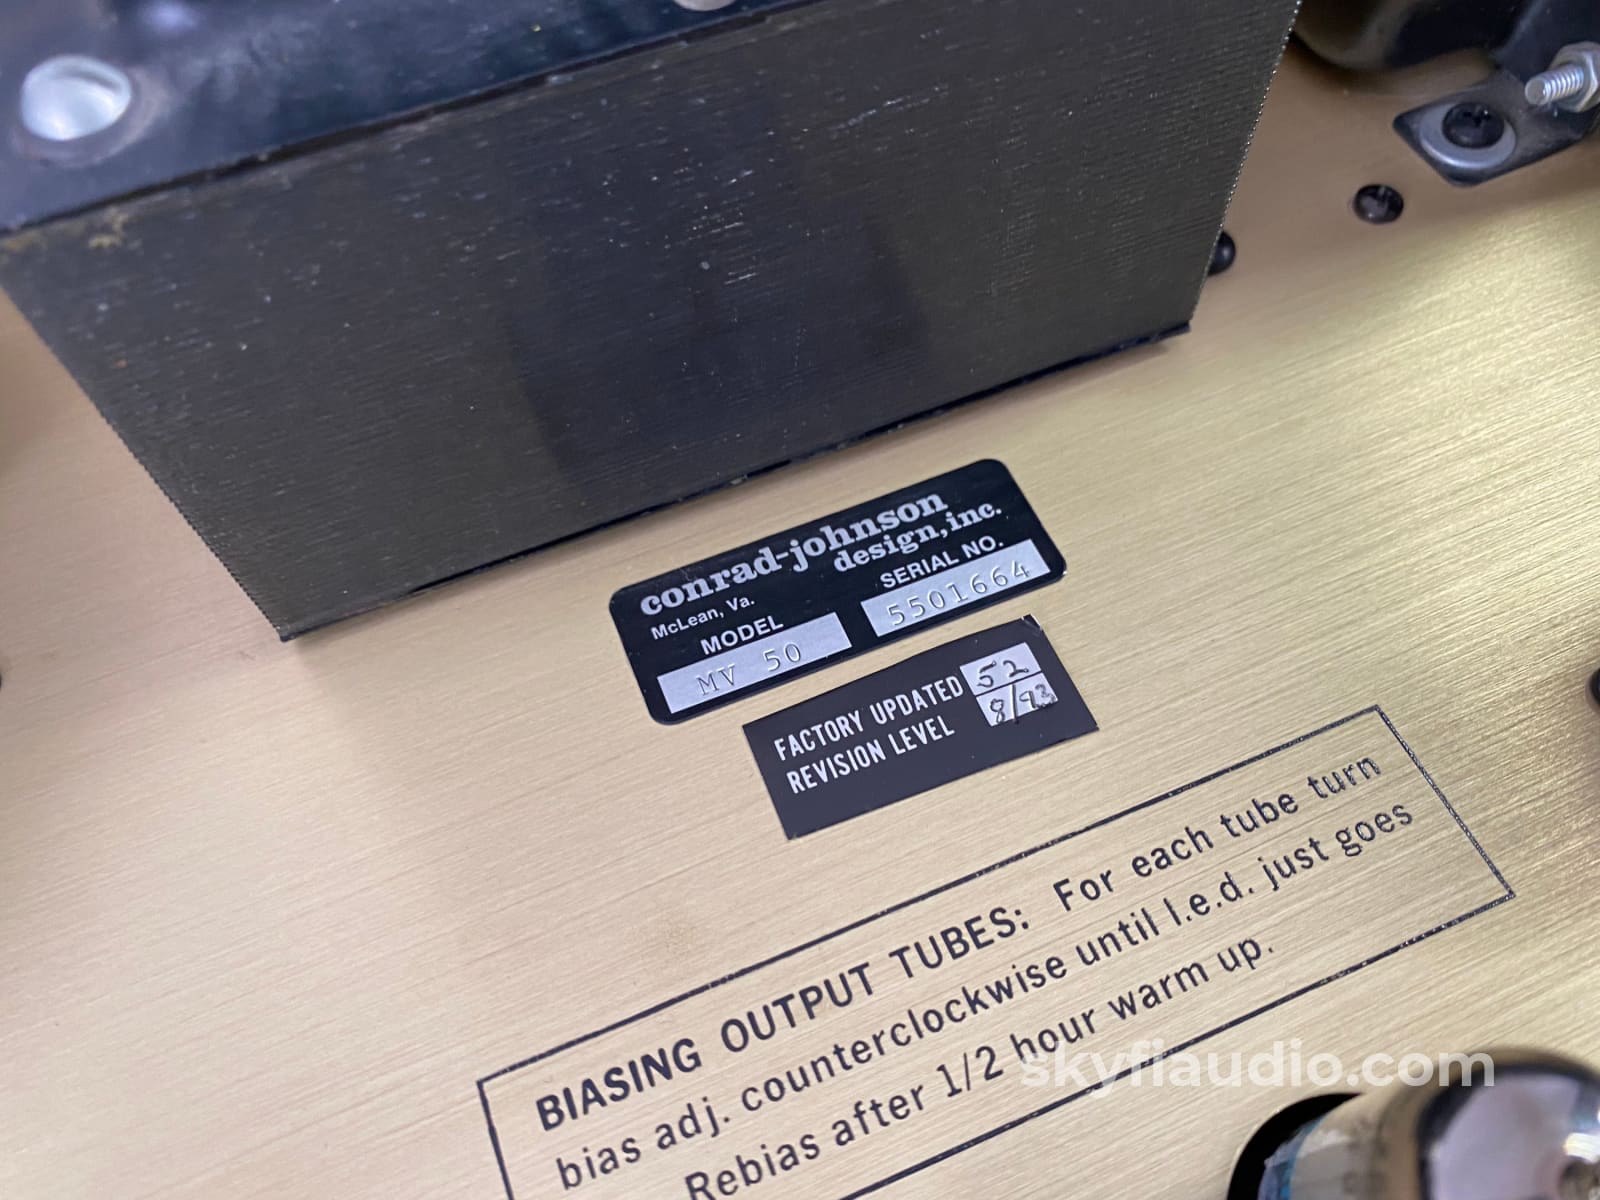 conrad-johnson
design, inc.
McLean, Va.
MODEL
SERIAL NO.
MV 50
5501664
FACTORY UPDATED
REVISION LEVEL
52
8/93
BIASING OUTPUT TUBES: For each tube turn
bias adj. counterclockwise until l.e.d. just goes
Rebias after 1/2 hour warm up.
skyfiaudio.com